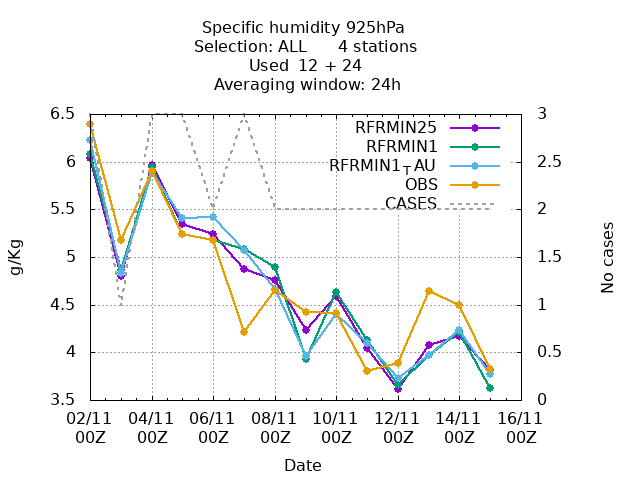 Specific humidity 925hPa
Selection: ALL      4 stations
Used  12 + 24
Averaging window: 24h
6.5
6
5.5
5
4.5
4
3.5
g/Kg
3
2.5
2
1.5
1
0.5
0
No cases
RFRMIN25
RFRMIN1
RFRMIN1TAU
OBS
CASES
02/11 04/11 06/11 08/11 10/11 12/11 14/11 16/11
00Z 00Z 00Z 00Z 00Z 00Z 00Z 00Z
Date